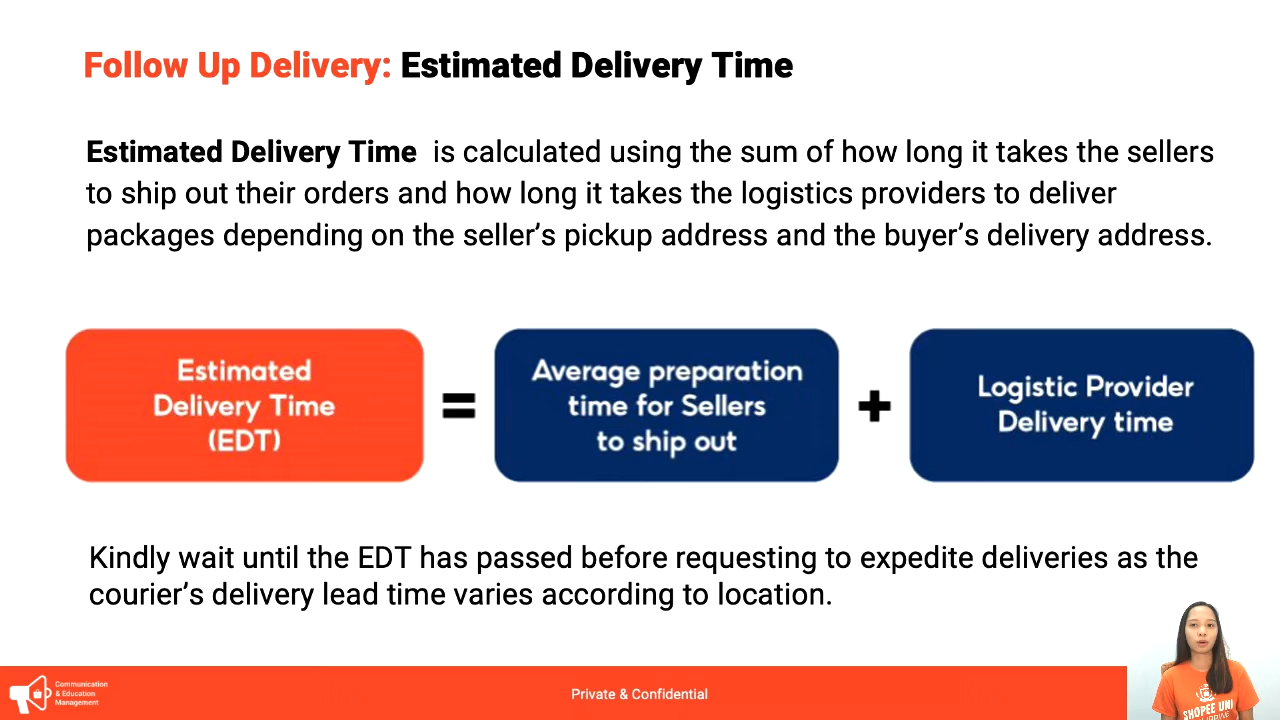 Follow Up Delivery: Estimated Delivery Time
Estimated Delivery Time is calculated using the sum of how long it takes the sellers
to ship out their orders and how long it takes the logistics providers to deliver
packages depending on the seller’s pickup address and the buyer’s delivery address.
Estimated
Delivery Time
(EDT)
=
Average preparation
time for Sellers
to ship out
+
Logistic Provider
Delivery time
Kindly wait until the EDT has passed before requesting to expedite deliveries as the
courier’s delivery lead time varies according to location.
Communication
& Education
Management
Private & Confidential
SHOPEE UNI